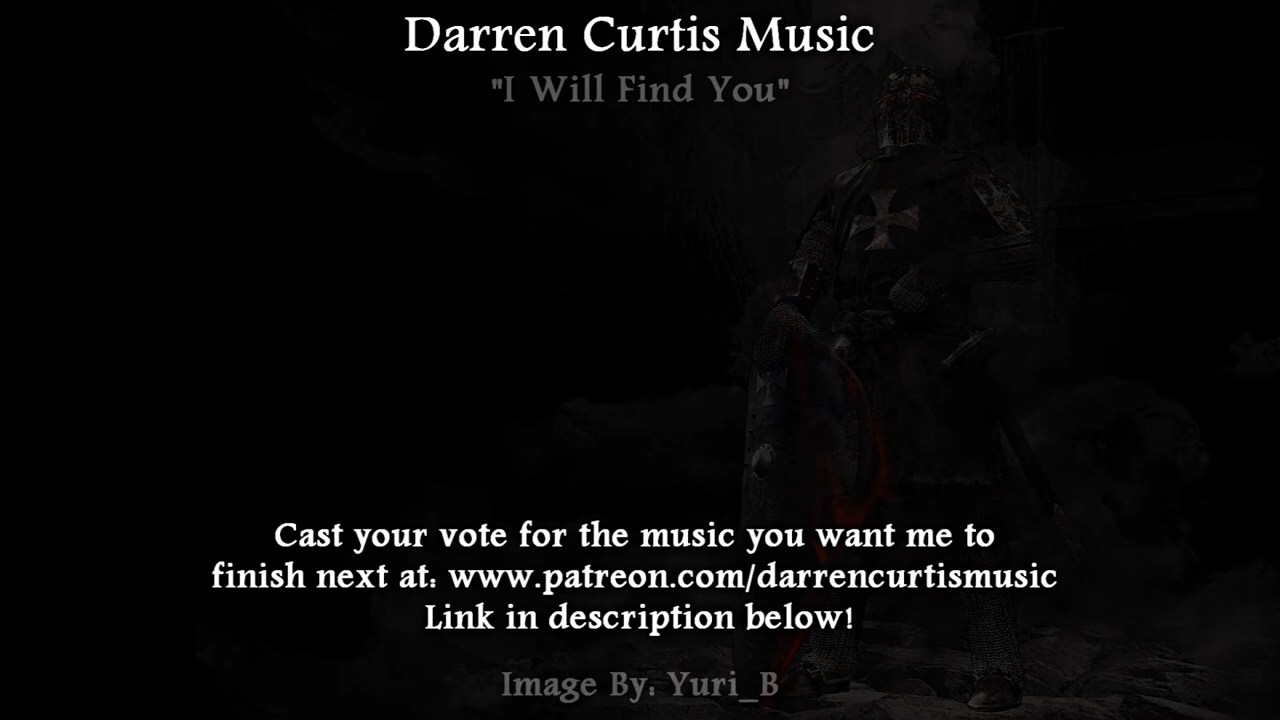 Darren Curtis Music
"I Will Find You"
Cast your vote for the music you want me to
finish next at: www.patreon.com/darrencurtismusic
Link in description below!
Image By: Yuri_B